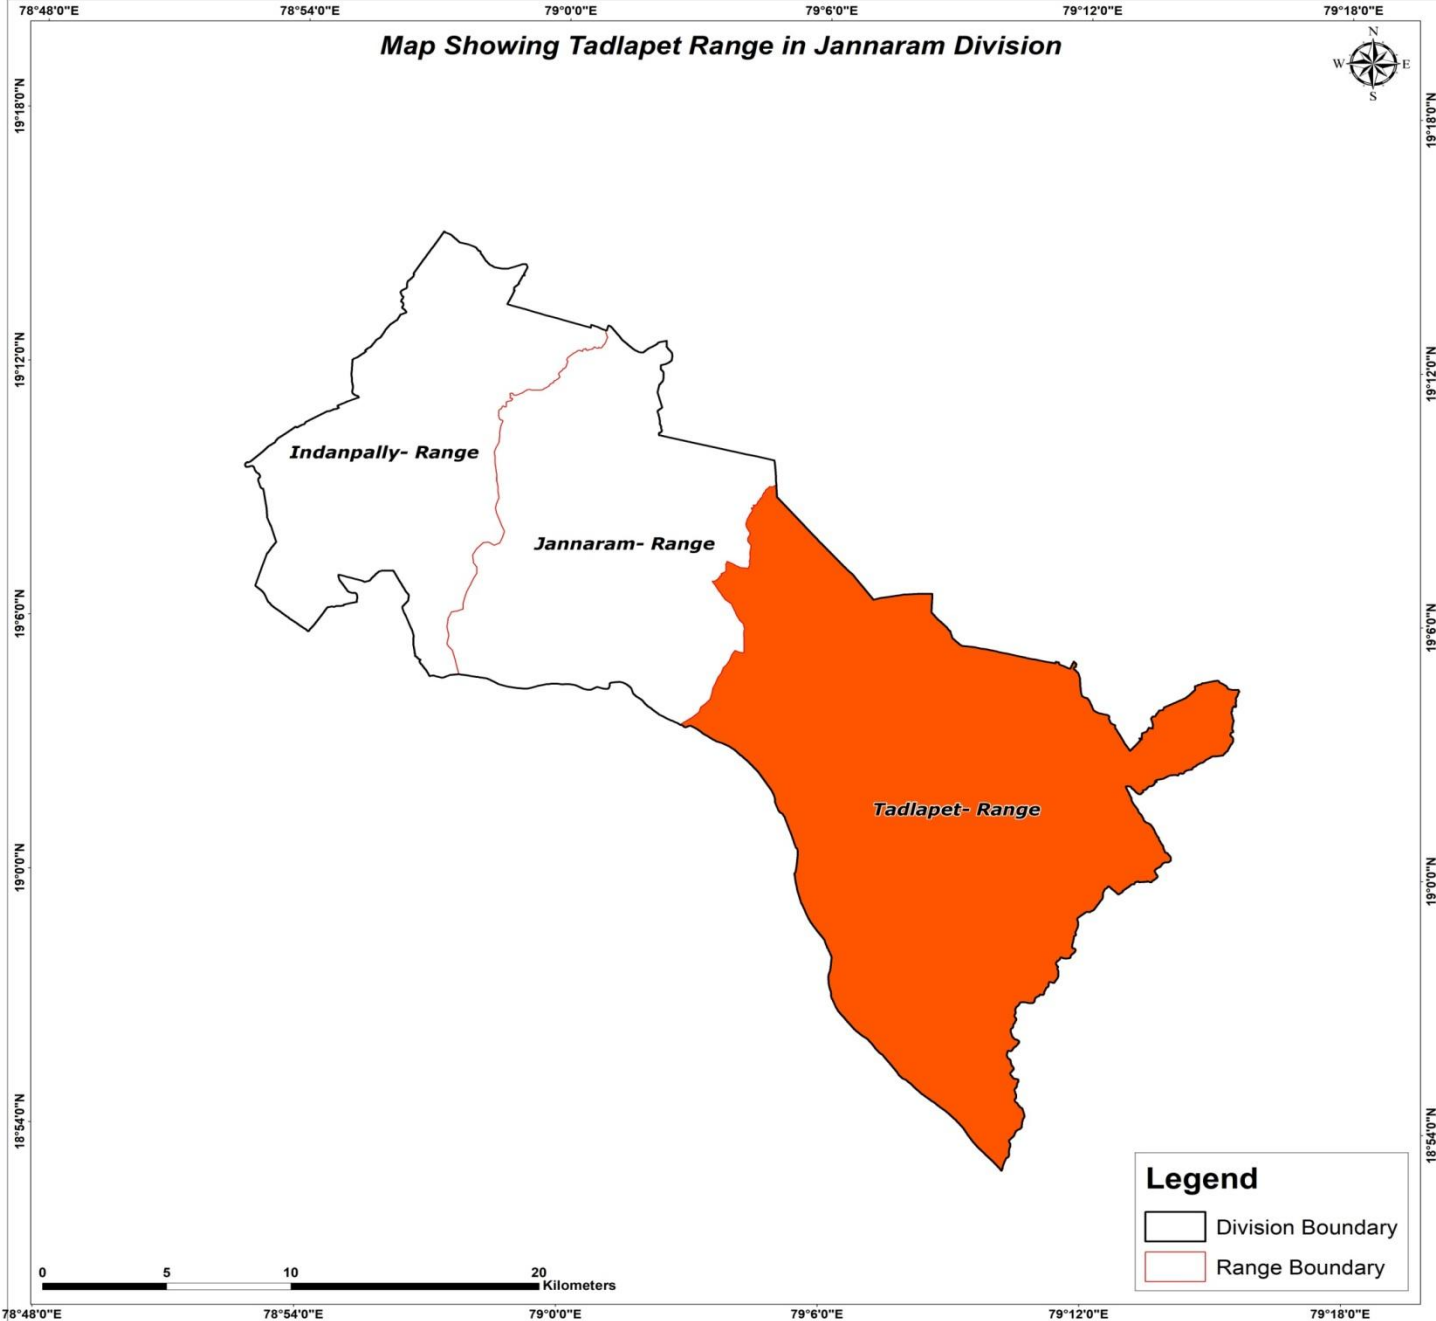 78°48'0"E 78°54'0"E 79°0'0"E 79°6'0"E 79°12'0"E 79°18'0"E
Map Showing Tadlapet Range in Jannaram Division
N
W E
S
19°18'0"N 19°18'0"N
19°12'0"N 19°12'0"N
Indanpally- Range
Jannaram- Range
19°6'0"N 19°6'0"N
Tadlapet- Range
19°0'0"N 19°0'0"N
18°54'0"N 18°54'0"N
Legend
Division Boundary
Range Boundary
0 5 10 20
Kilometers
78°48'0"E 78°54'0"E 79°0'0"E 79°6'0"E 79°12'0"E 79°18'0"E